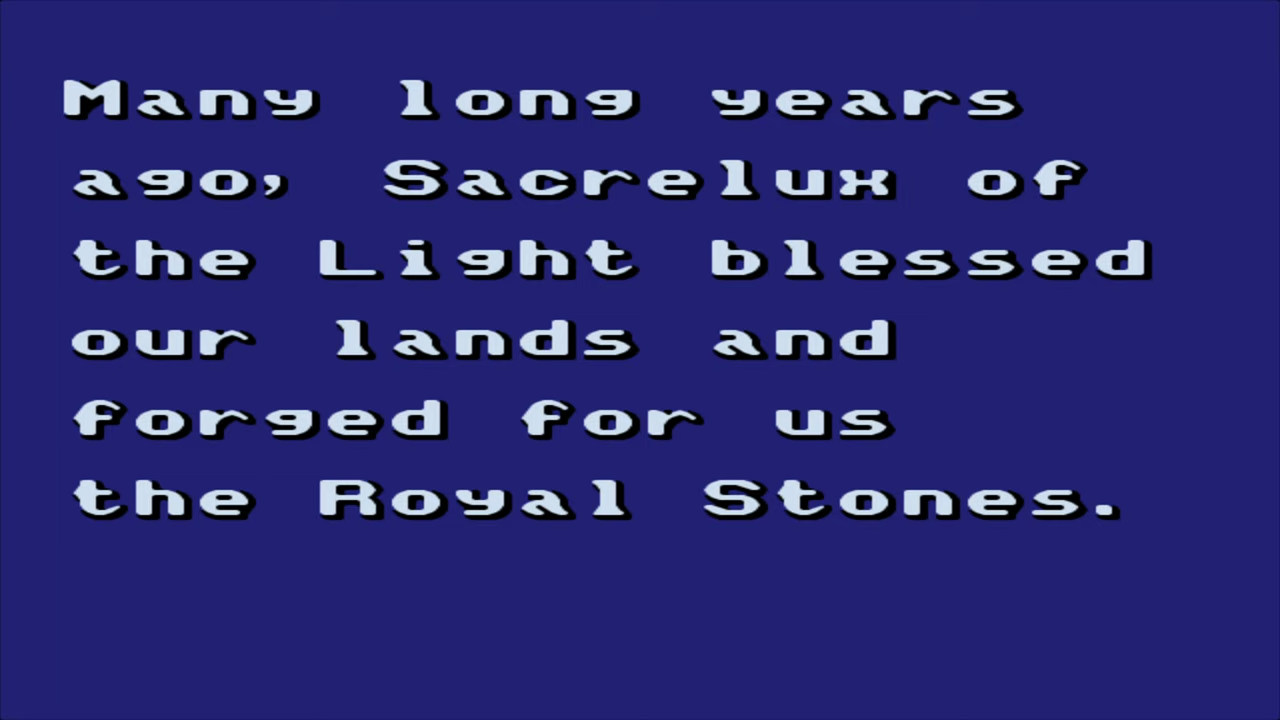 Many long years
ago, Sacrelux of
the Light blessed
our lands and
forged for us
the Royal Stones.